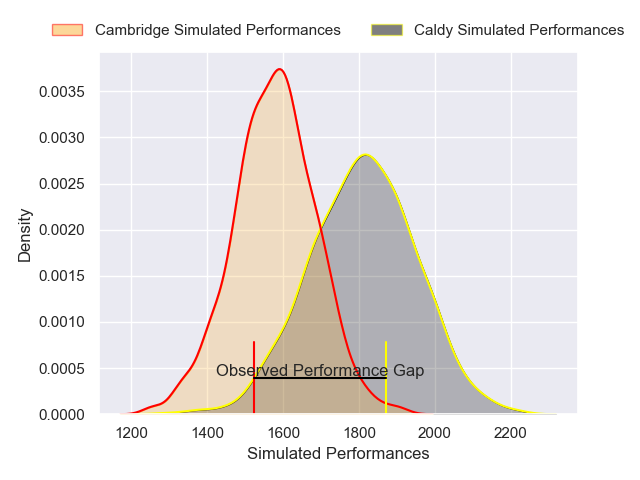 Cambridge Simulated Performances
Caldy Simulated Performances
Density
0.0035
0.0030
0.0025
0.0020
0.0015
0.0010
0.0005
0.0000
Observed Performance Gap
1200 1400 1600 1800 2000 2200
Simulated Performances